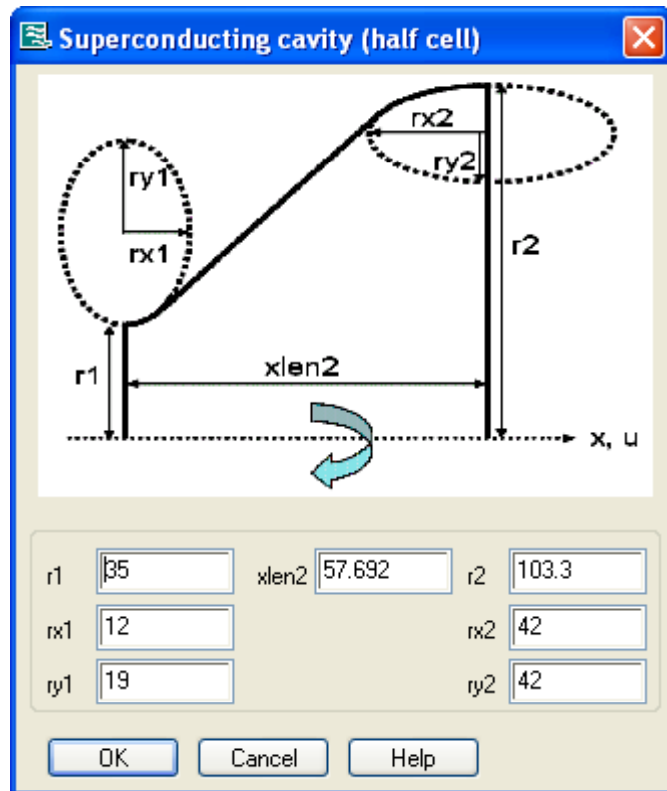 Superconducting cavity (half cell)
rx2
ry1
ry2
rx1
r2
r1
xlen2
x, u
r1 35 xlen2 57.692 r2 103.3
rx1 12 rx2 42
ry1 19 ry2 42
OK Cancel Help